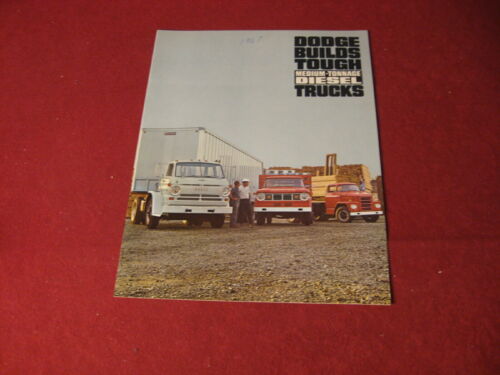 DODGE
BUILDS
TOUGH
MEDIUM-TONNAGE
DIESEL
TRUCKS